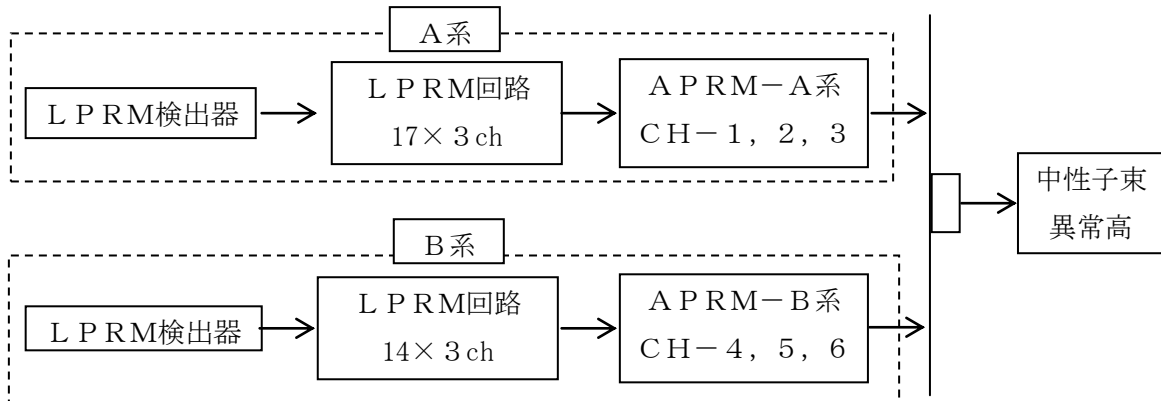 A系
LPRM検出器
LPRM回路
17×3ch
APRM－A系
CH－1，2，3
中性子束
異常高
B系
LPRM検出器
LPRM回路
14×3ch
APRM－B系
CH－4，5，6